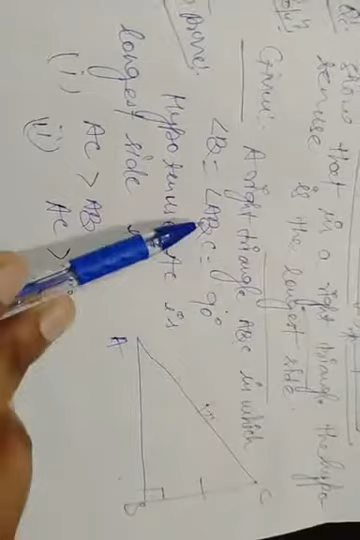 show that in a right triangle the hypo
tenuse is the longest side.
Given: A right triangle ABC in which
∠B = ∠ABC = 90°
prove: Hypotenuse AC is
longest side
(i) AC > AB
(ii) AC >
A
B
C